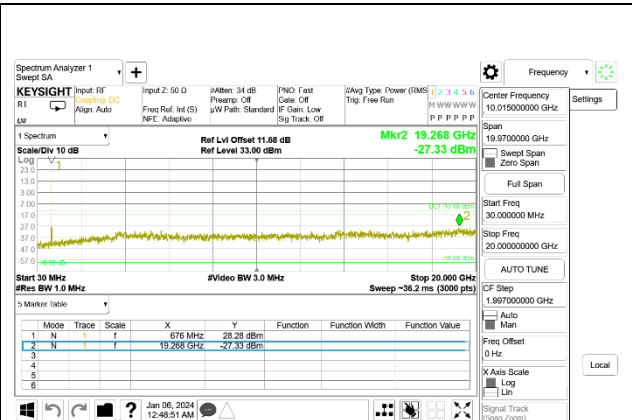 Spectrum Analyzer 1
Swept SA
+
Frequency
KEYSIGHT Input: RF Input Z: 50 Ω #Atten: 34 dB PNO: Fast #Avg Type: Power (RMS 1 2 3 4 5 6
R L Coupling: DC Preamp: Off Gate: Off Trig: Free Run M W W W W W
Align: Auto Freq Ref: Int (S) µW Path: Standard IF Gain: Low
NFE: Adaptive Sig Track: Off P P P P P P
Center Frequency
10.015000000 GHz
Settings
Span
19.9700000 GHz
Swept Span
Zero Span
Full Span
Start Freq
30.000000 MHz
Stop Freq
20.000000000 GHz
AUTO TUNE
CF Step
1.997000000 GHz
Auto
Man
Freq Offset
0 Hz
X Axis Scale
Log
Lin
Signal Track
(Span Zoom)
Local
1 Spectrum
Scale/Div 10 dB
Ref Lvl Offset 11.68 dB
Ref Level 33.00 dBm
Mkr2 19.268 GHz
-27.33 dBm
Log
1
23.0
13.0
3.00
-7.00
-17.0
2
-27.0
-37.0
-47.0
-57.0
Start 30 MHz #Video BW 3.0 MHz Stop 20.000 GHz
#Res BW 1.0 MHz Sweep ~36.2 ms (3000 pts)
5 Marker Table
Mode Trace Scale X Y Function Function Width Function Value
1 N 1 f 676 MHz 28.28 dBm
2 N 1 f 19.268 GHz -27.33 dBm
3
4
5
6
?
Jan 06, 2024
12:48:51 AM